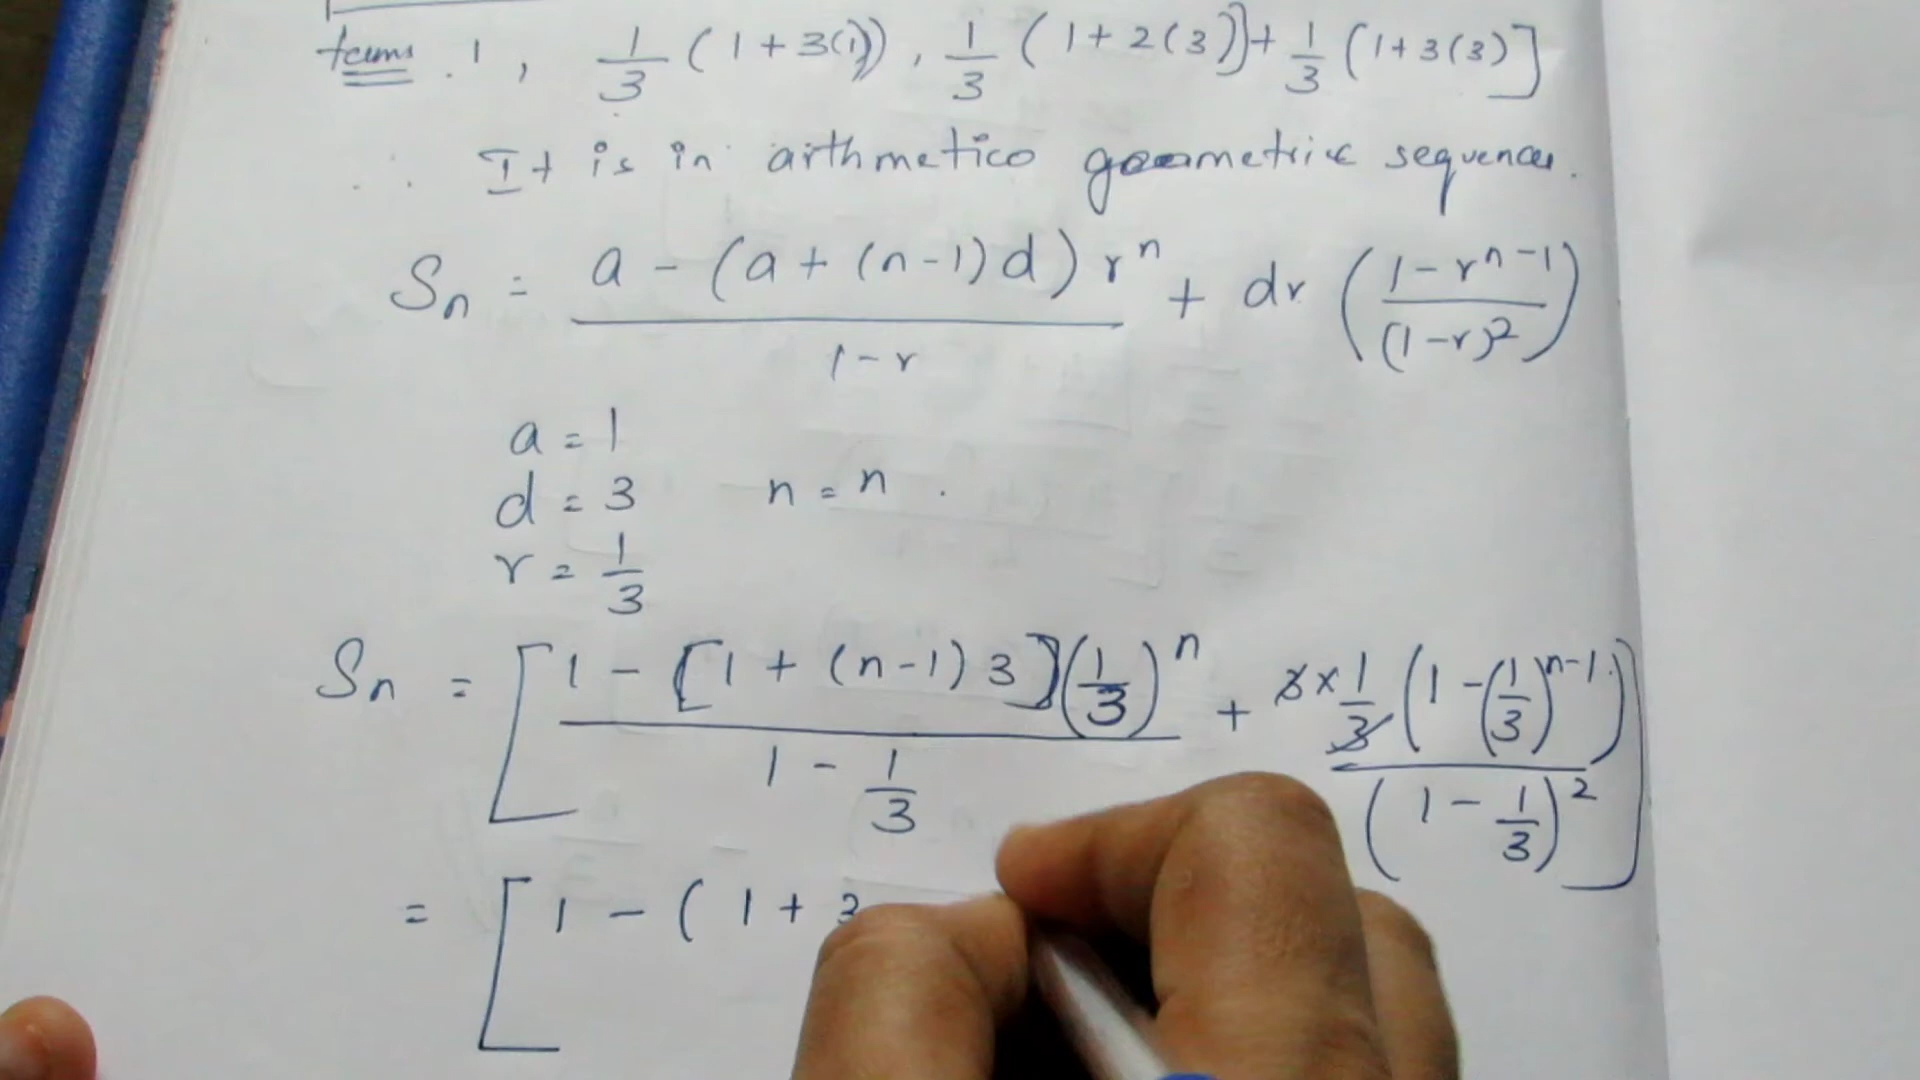 terms . 1 , 1/3 (1 + 3(1)) , 1/3 (1 + 2(3)) + 1/3 (1 + 3(3)]
∴ It is in arthmetico geometric sequences.
Sn = a - (a + (n-1) d) r^n / 1 - r + dr ( 1 - r^n-1 / (1-r)^2 )
a = 1
d = 3 n = n .
r = 1/3
Sn = [ 1 - [1 + (n-1) 3] (1/3)^n / 1 - 1/3 + 3 × 1/3 (1 - (1/3)^n-1) / (1 - 1/3)^2 ]
= [ 1 - ( 1 + 3